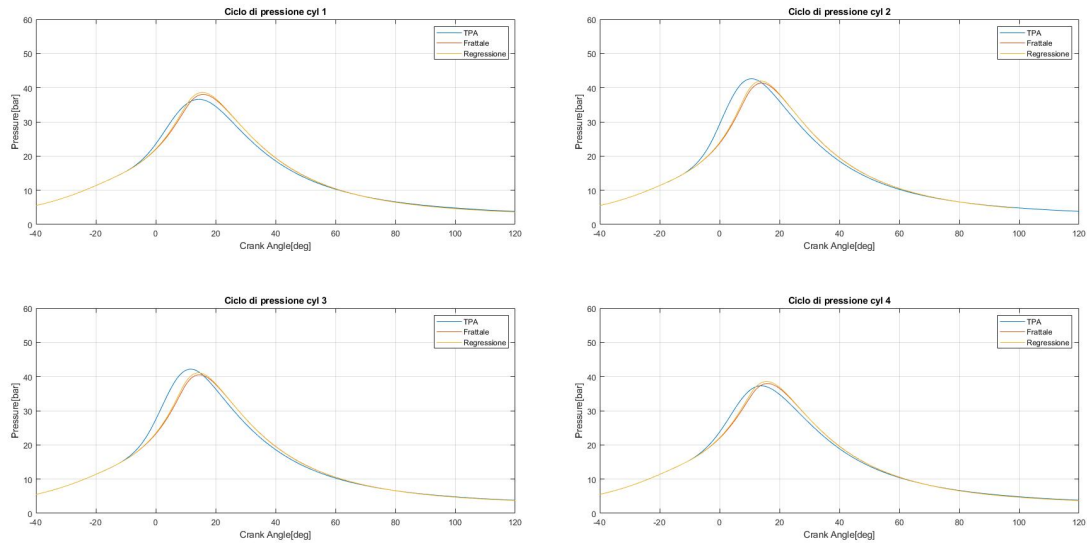 Ciclo di pressione cyl 1
60
50
40
30
20
10
0
Pressure[bar]
TPA
Frattale
Regressione
-40 -20 0 20 40 60 80 100 120
Crank Angle[deg]
Ciclo di pressione cyl 2
60
50
40
30
20
10
0
Pressure[bar]
TPA
Frattale
Regressione
-40 -20 0 20 40 60 80 100 120
Crank Angle[deg]
Ciclo di pressione cyl 3
60
50
40
30
20
10
0
Pressure[bar]
TPA
Frattale
Regressione
-40 -20 0 20 40 60 80 100 120
Crank Angle[deg]
Ciclo di pressione cyl 4
60
50
40
30
20
10
0
Pressure[bar]
TPA
Frattale
Regressione
-40 -20 0 20 40 60 80 100 120
Crank Angle[deg]